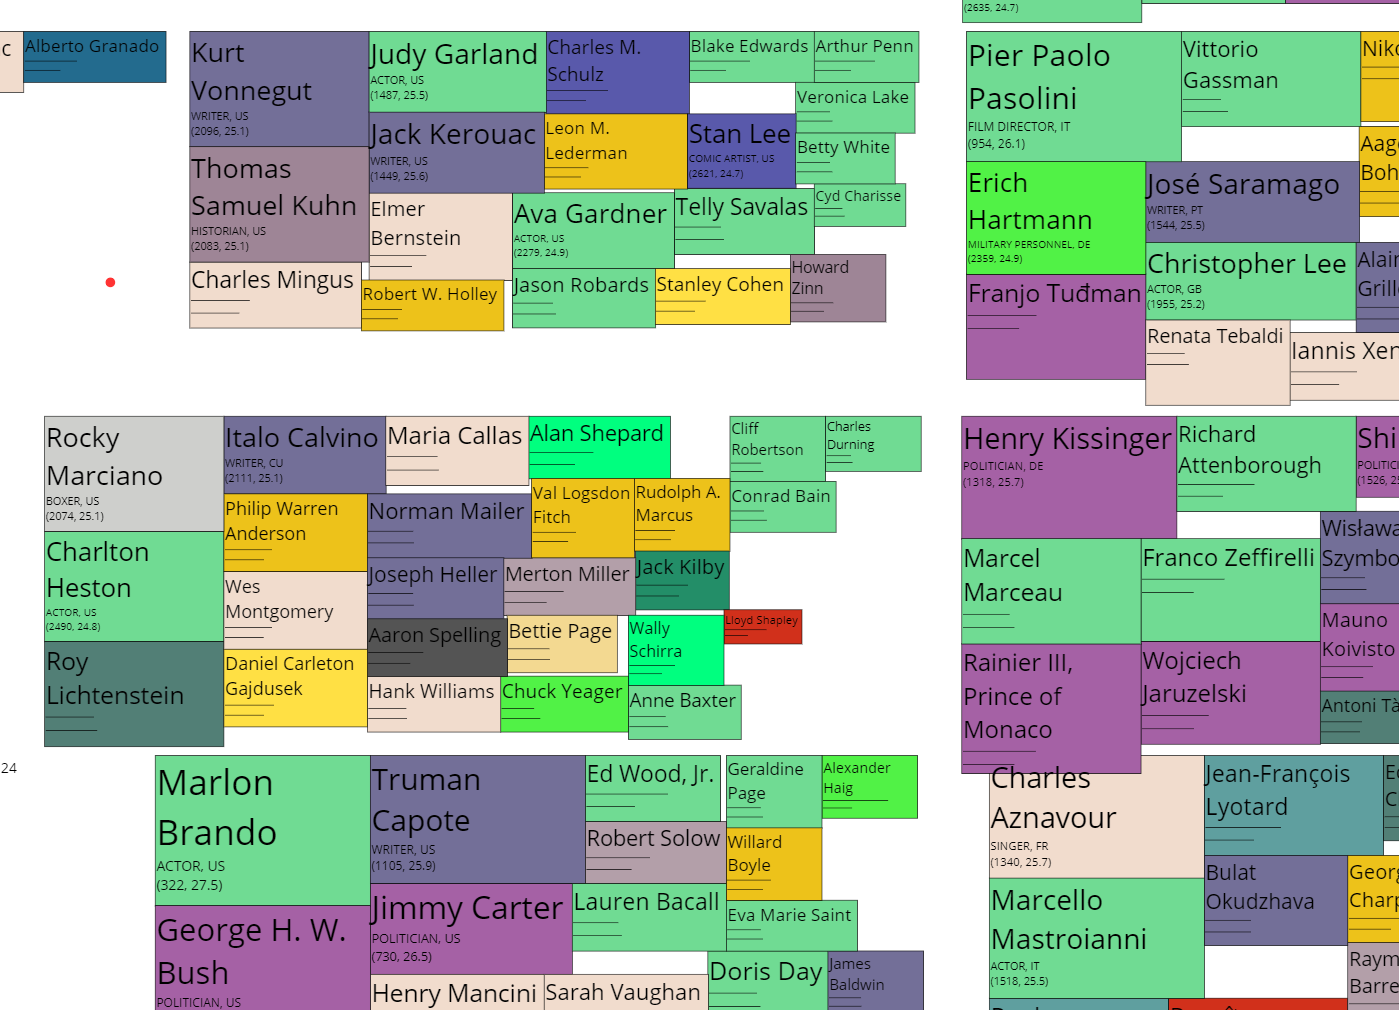 (2635, 24.7)
c
Alberto Granado
Kurt
Vonnegut
WRITER, US
(2096, 25.1)
Judy Garland
ACTOR, US
(1487, 25.5)
Charles M.
Schulz
Blake Edwards
Arthur Penn
Veronica Lake
Jack Kerouac
WRITER, US
(1449, 25.6)
Leon M.
Lederman
Stan Lee
COMIC ARTIST, US
(2621, 24.7)
Betty White
Thomas
Samuel Kuhn
HISTORIAN, US
(2083, 25.1)
Elmer
Bernstein
Ava Gardner
ACTOR, US
(2279, 24.9)
Telly Savalas
Cyd Charisse
Charles Mingus
Robert W. Holley
Jason Robards
Stanley Cohen
Howard
Zinn
Pier Paolo
Pasolini
FILM DIRECTOR, IT
(954, 26.1)
Vittorio
Gassman
Niko
Aag
Boh
Erich
Hartmann
MILITARY PERSONNEL, DE
(2359, 24.9)
José Saramago
WRITER, PT
(1544, 25.5)
Franjo Tuđman
Christopher Lee
ACTOR, GB
(1955, 25.2)
Alain
Grill
Renata Tebaldi
Iannis Xen
Rocky
Marciano
BOXER, US
(2074, 25.1)
Italo Calvino
WRITER, CU
(2111, 25.1)
Maria Callas
Alan Shepard
Cliff
Robertson
Charles
Durning
Philip Warren
Anderson
Norman Mailer
Val Logsdon
Fitch
Rudolph A.
Marcus
Conrad Bain
Charlton
Heston
ACTOR, US
(2490, 24.8)
Wes
Montgomery
Joseph Heller
Merton Miller
Jack Kilby
Aaron Spelling
Bettie Page
Wally
Schirra
Lloyd Shapley
Roy
Lichtenstein
Daniel Carleton
Gajdusek
Hank Williams
Chuck Yeager
Anne Baxter
Henry Kissinger
POLITICIAN, DE
(1318, 25.7)
Richard
Attenborough
Shi
POLITIC
(1526, 25
Marcel
Marceau
Franco Zeffirelli
Wisława
Szymbo
Mauno
Koivisto
Rainier III,
Prince of
Monaco
Wojciech
Jaruzelski
Antoni Tà
24
Marlon
Brando
ACTOR, US
(322, 27.5)
Truman
Capote
WRITER, US
(1105, 25.9)
Ed Wood, Jr.
Geraldine
Page
Alexander
Haig
Robert Solow
Willard
Boyle
George H. W.
Bush
POLITICIAN, US
Jimmy Carter
POLITICIAN, US
(730, 26.5)
Lauren Bacall
Eva Marie Saint
Henry Mancini
Sarah Vaughan
Doris Day
James
Baldwin
Charles
Aznavour
SINGER, FR
(1340, 25.7)
Jean-François
Lyotard
Bulat
Okudzhava
Georg
Charp
Marcello
Mastroianni
ACTOR, IT
(1518, 25.5)
Raym
Barre